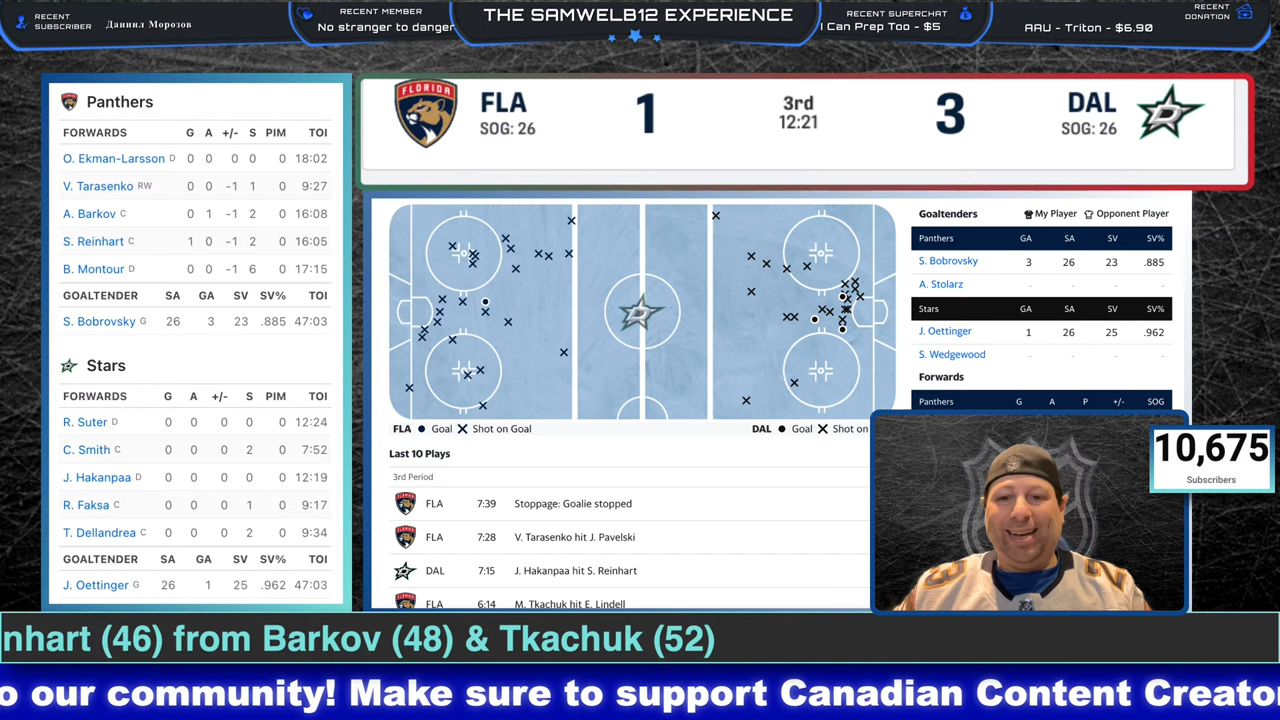 RECENT SUBSCRIBER
Даниил Морозов
RECENT MEMBER
No stranger to danger
THE SAMWELB12 EXPERIENCE
RECENT SUPERCHAT
I Can Prep Too - $5
RECENT DONATION
AAU - Triton - $6.90
Panthers
FORWARDS G A +/- S PIM TOI
O. Ekman-Larsson D 0 0 0 0 0 18:02
V. Tarasenko RW 0 0 -1 1 0 9:27
A. Barkov C 0 1 -1 2 0 16:08
S. Reinhart C 1 0 -1 2 0 16:05
B. Montour D 0 0 -1 6 0 17:15
GOALTENDER SA GA SV SV% TOI
S. Bobrovsky G 26 3 23 .885 47:03
Stars
FORWARDS G A +/- S PIM TOI
R. Suter D 0 0 0 0 0 12:24
C. Smith C 0 0 0 2 0 7:52
J. Hakanpaa D 0 0 0 0 0 12:19
R. Faksa C 0 0 0 1 0 9:17
T. Dellandrea C 0 0 0 2 0 9:34
GOALTENDER SA GA SV SV% TOI
J. Oettinger G 26 1 25 .962 47:03
FLORIDA
FLA
SOG: 26
1
3rd
12:21
3
DAL
SOG: 26
FLA Goal Shot on Goal
DAL Goal Shot on
Last 10 Plays
3rd Period
FLA 7:39 Stoppage: Goalie stopped
FLA 7:28 V. Tarasenko hit J. Pavelski
DAL 7:15 J. Hakanpaa hit S. Reinhart
FLA 6:14 M. Tkachuk hit E. Lindell
Goaltenders My Player Opponent Player
Panthers GA SA SV SV%
S. Bobrovsky 3 26 23 .885
A. Stolarz - - - -
Stars GA SA SV SV%
J. Oettinger 1 26 25 .962
S. Wedgewood - - - -
Forwards
Panthers G A P +/- SOG
10,675
Subscribers
nhart (46) from Barkov (48) & Tkachuk (52)
o our community! Make sure to support Canadian Content Creato